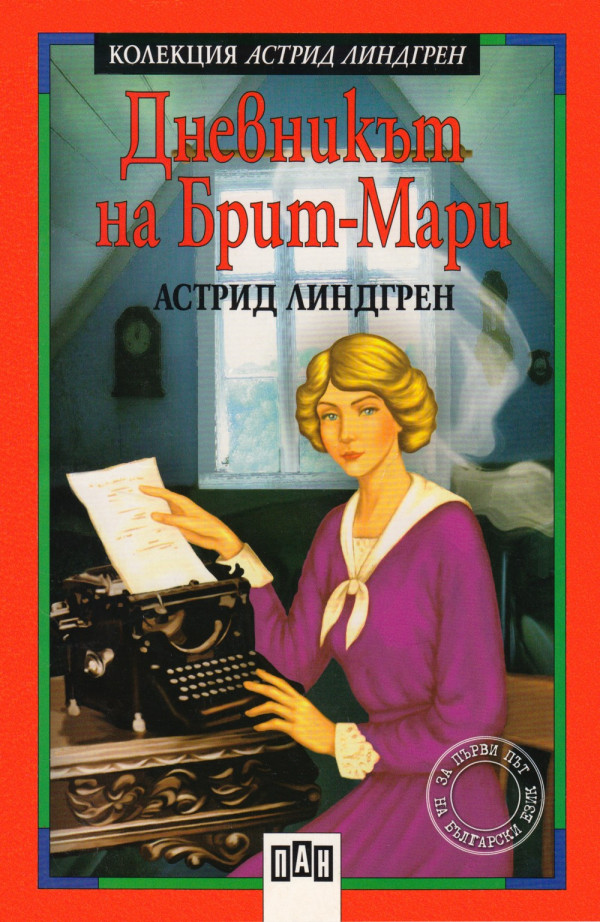 КОЛЕКЦИЯ АСТРИД ЛИНДГРЕН
Дневникът
на Брит-Мари
АСТРИД ЛИНДГРЕН
ЗА ПЪРВИ ПЪТ
НА БЪЛГАРСКИ ЕЗИК
ПАН